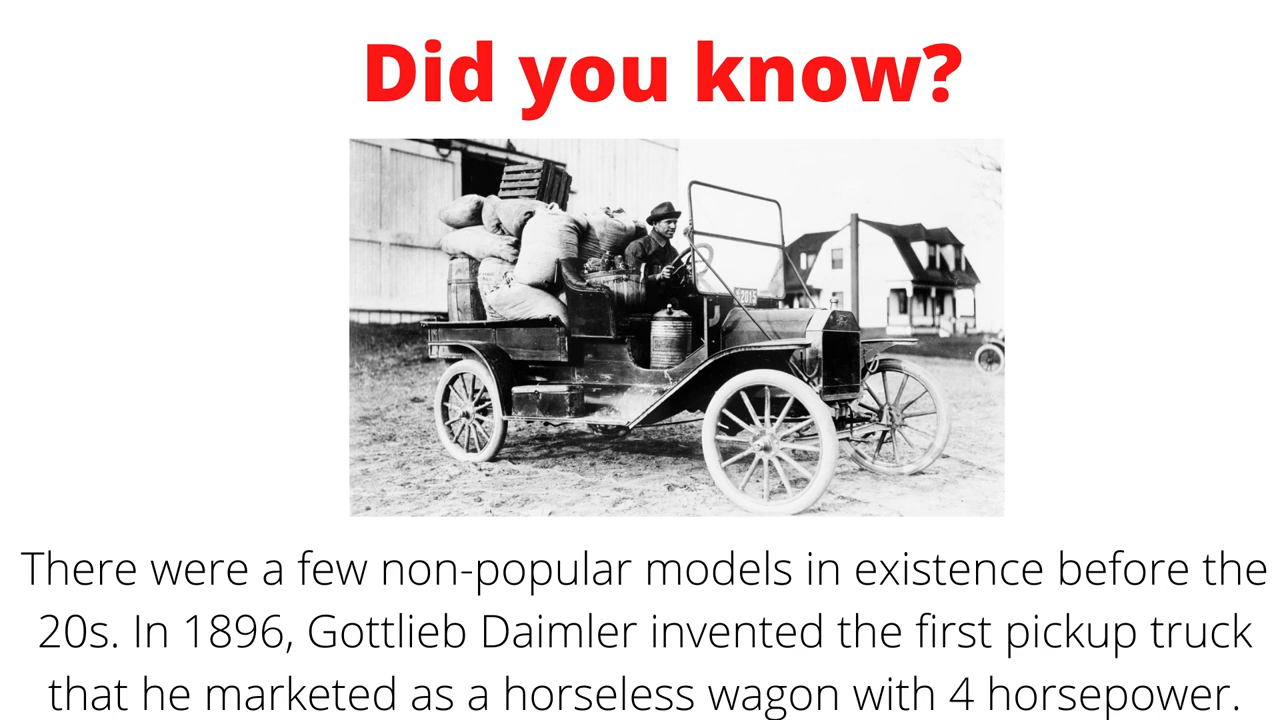 Did you know?
2015
There were a few non-popular models in existence before the
20s. In 1896, Gottlieb Daimler invented the first pickup truck
that he marketed as a horseless wagon with 4 horsepower.